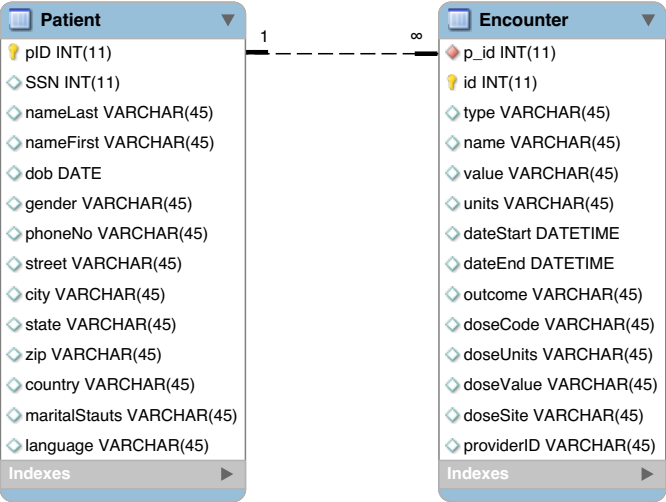 Patient
pID INT(11)
SSN INT(11)
nameLast VARCHAR(45)
nameFirst VARCHAR(45)
dob DATE
gender VARCHAR(45)
phoneNo VARCHAR(45)
street VARCHAR(45)
city VARCHAR(45)
state VARCHAR(45)
zip VARCHAR(45)
country VARCHAR(45)
maritalStauts VARCHAR(45)
language VARCHAR(45)
Indexes
1
∞
Encounter
p_id INT(11)
id INT(11)
type VARCHAR(45)
name VARCHAR(45)
value VARCHAR(45)
units VARCHAR(45)
dateStart DATETIME
dateEnd DATETIME
outcome VARCHAR(45)
doseCode VARCHAR(45)
doseUnits VARCHAR(45)
doseValue VARCHAR(45)
doseSite VARCHAR(45)
providerID VARCHAR(45)
Indexes